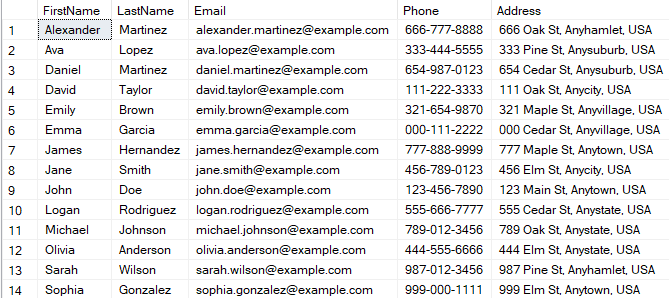 FirstName LastName Email Phone Address
1 Alexander Martinez alexander.martinez@example.com 666-777-8888 666 Oak St, Anyhamlet, USA
2 Ava Lopez ava.lopez@example.com 333-444-5555 333 Pine St, Anysuburb, USA
3 Daniel Martinez daniel.martinez@example.com 654-987-0123 654 Cedar St, Anysuburb, USA
4 David Taylor david.taylor@example.com 111-222-3333 111 Oak St, Anycity, USA
5 Emily Brown emily.brown@example.com 321-654-9870 321 Maple St, Anyvillage, USA
6 Emma Garcia emma.garcia@example.com 000-111-2222 000 Cedar St, Anyvillage, USA
7 James Hernandez james.hernandez@example.com 777-888-9999 777 Maple St, Anytown, USA
8 Jane Smith jane.smith@example.com 456-789-0123 456 Elm St, Anycity, USA
9 John Doe john.doe@example.com 123-456-7890 123 Main St, Anytown, USA
10 Logan Rodriguez logan.rodriguez@example.com 555-666-7777 555 Cedar St, Anystate, USA
11 Michael Johnson michael.johnson@example.com 789-012-3456 789 Oak St, Anystate, USA
12 Olivia Anderson olivia.anderson@example.com 444-555-6666 444 Elm St, Anystate, USA
13 Sarah Wilson sarah.wilson@example.com 987-012-3456 987 Pine St, Anyhamlet, USA
14 Sophia Gonzalez sophia.gonzalez@example.com 999-000-1111 999 Elm St, Anytown, USA